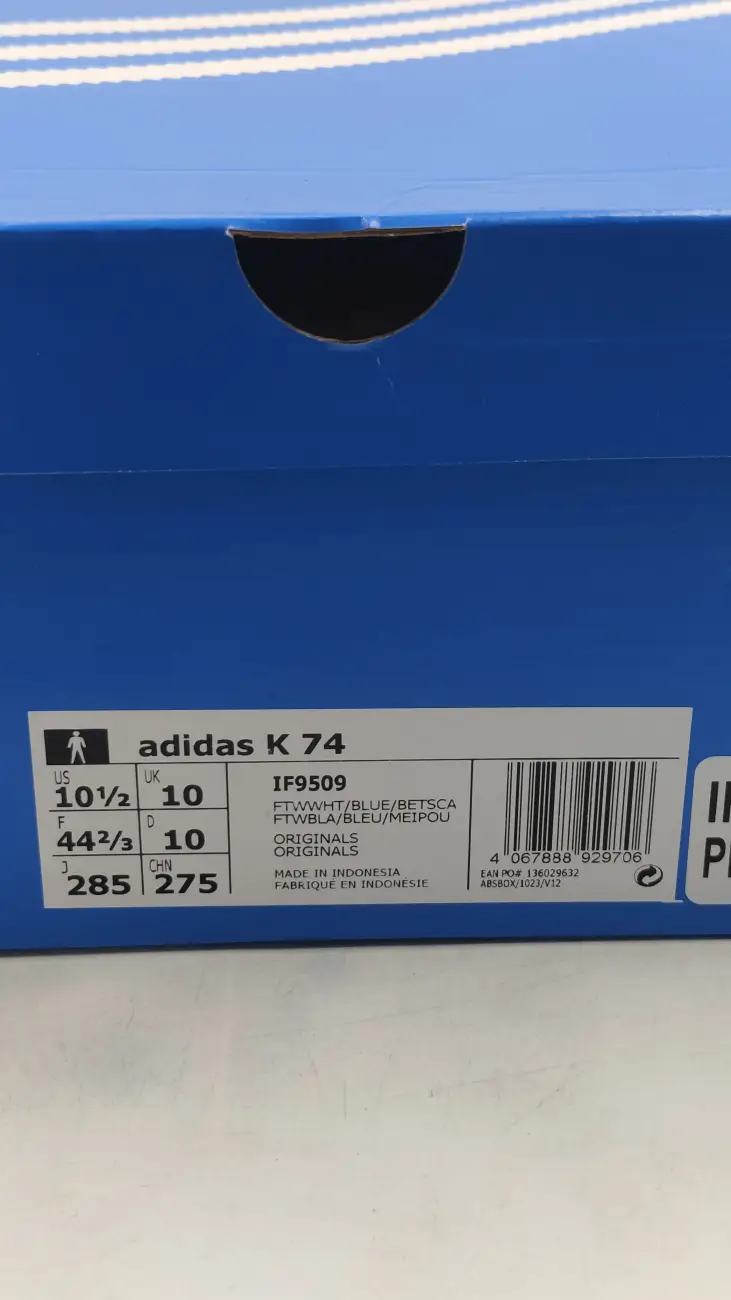 adidas K 74
US 10½ UK 10
F 44²/₃ D 10
J 285 CHN 275
IF9509
FTWWHT/BLUE/BETSCA
FTWBLA/BLEU/MEIPOU
ORIGINALS
ORIGINALS
MADE IN INDONESIA
FABRIQUÉ EN INDONÉSIE
4 067888 929706
EAN PO# 136029632
ABSBOX/1023/V12